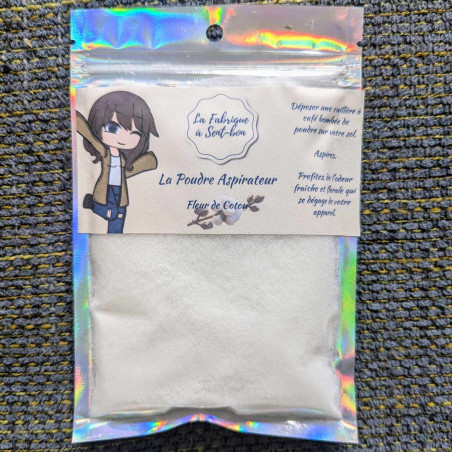 La Fabrique
à Sent-bon
La Poudre Aspirateur
Fleur de Coton
Déposer une cuillère à
café bombée de
poudre sur votre sol.
Aspirez.
Profitez de l'odeur
fraîche et florale qui
se dégage de votre
appareil.